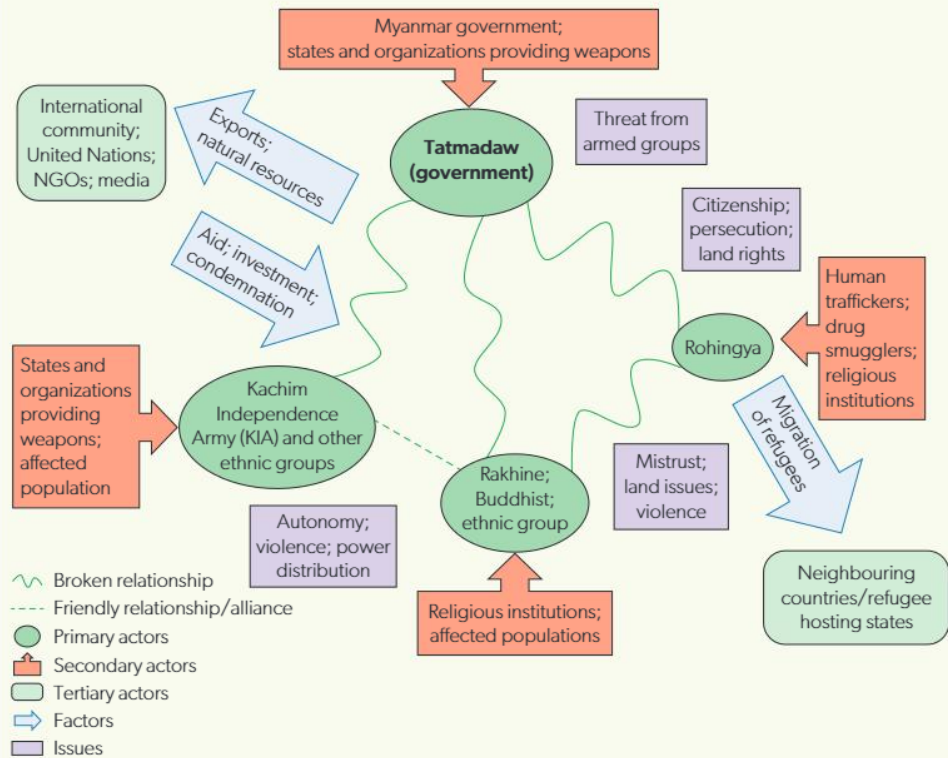 Myanmar government;
states and organizations providing weapons
International
community;
United Nations;
NGOs; media
Exports;
natural resources
Tatmadaw
(government)
Threat from
armed groups
Citizenship;
persecution;
land rights
Aid; investment;
condemnation
Human
traffickers;
drug
smugglers;
religious
institutions
Rohingya
States and
organizations
providing
weapons;
affected
population
Kachim
Independence
Army (KIA) and other
ethnic groups
Migration
of refugees
Rakhine;
Buddhist;
ethnic group
Mistrust;
land issues;
violence
Autonomy;
violence; power
distribution
Neighbouring
countries/refugee
hosting states
Religious institutions;
affected populations
Broken relationship
Friendly relationship/alliance
Primary actors
Secondary actors
Tertiary actors
Factors
Issues